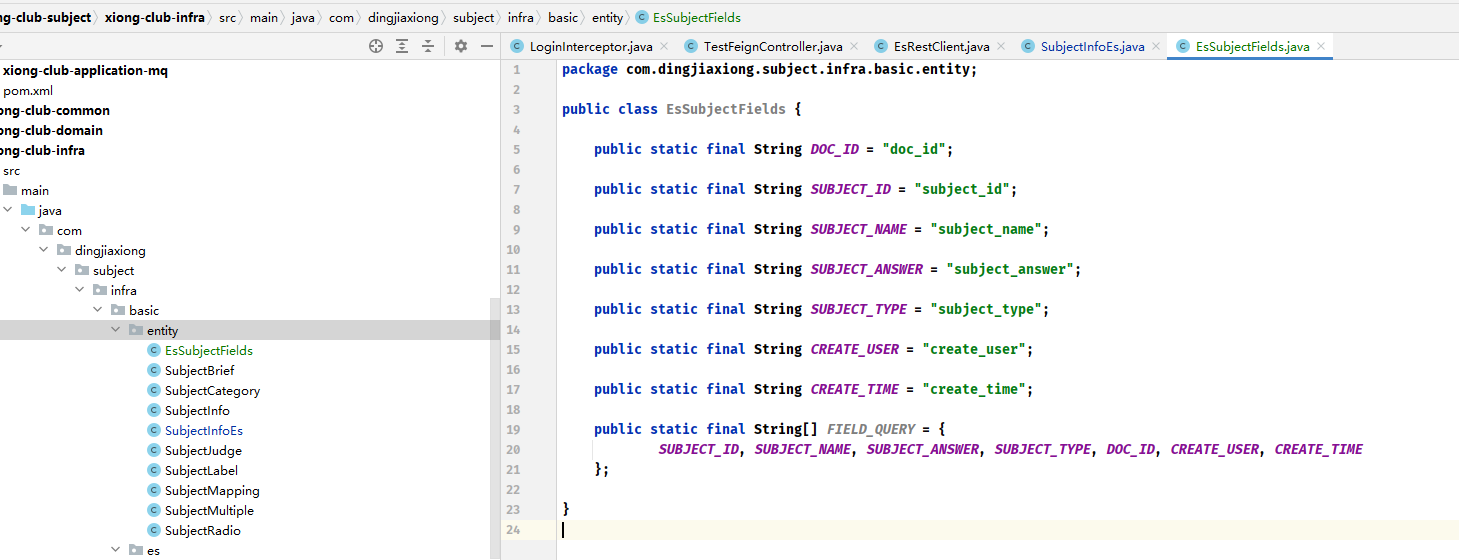 ng-club-subject xiong-club-infra src main java com dingjiaxiong subject infra basic entity EsSubjectFields
LoginInterceptor.java TestFeignController.java EsRestClient.java SubjectInfoEs.java EsSubjectFields.java
xiong-club-application-mq
pom.xml
ong-club-common
ong-club-domain
ong-club-infra
src
main
java
com
dingjiaxiong
subject
infra
basic
entity
EsSubjectFields
SubjectBrief
SubjectCategory
SubjectInfo
SubjectInfoEs
SubjectJudge
SubjectLabel
SubjectMapping
SubjectMultiple
SubjectRadio
es
1 package com.dingjiaxiong.subject.infra.basic.entity;
2
3 public class EsSubjectFields {
4
5 public static final String DOC_ID = "doc_id";
6
7 public static final String SUBJECT_ID = "subject_id";
8
9 public static final String SUBJECT_NAME = "subject_name";
10
11 public static final String SUBJECT_ANSWER = "subject_answer";
12
13 public static final String SUBJECT_TYPE = "subject_type";
14
15 public static final String CREATE_USER = "create_user";
16
17 public static final String CREATE_TIME = "create_time";
18
19 public static final String[] FIELD_QUERY = {
20 SUBJECT_ID, SUBJECT_NAME, SUBJECT_ANSWER, SUBJECT_TYPE, DOC_ID, CREATE_USER, CREATE_TIME
21 };
22
23 }
24